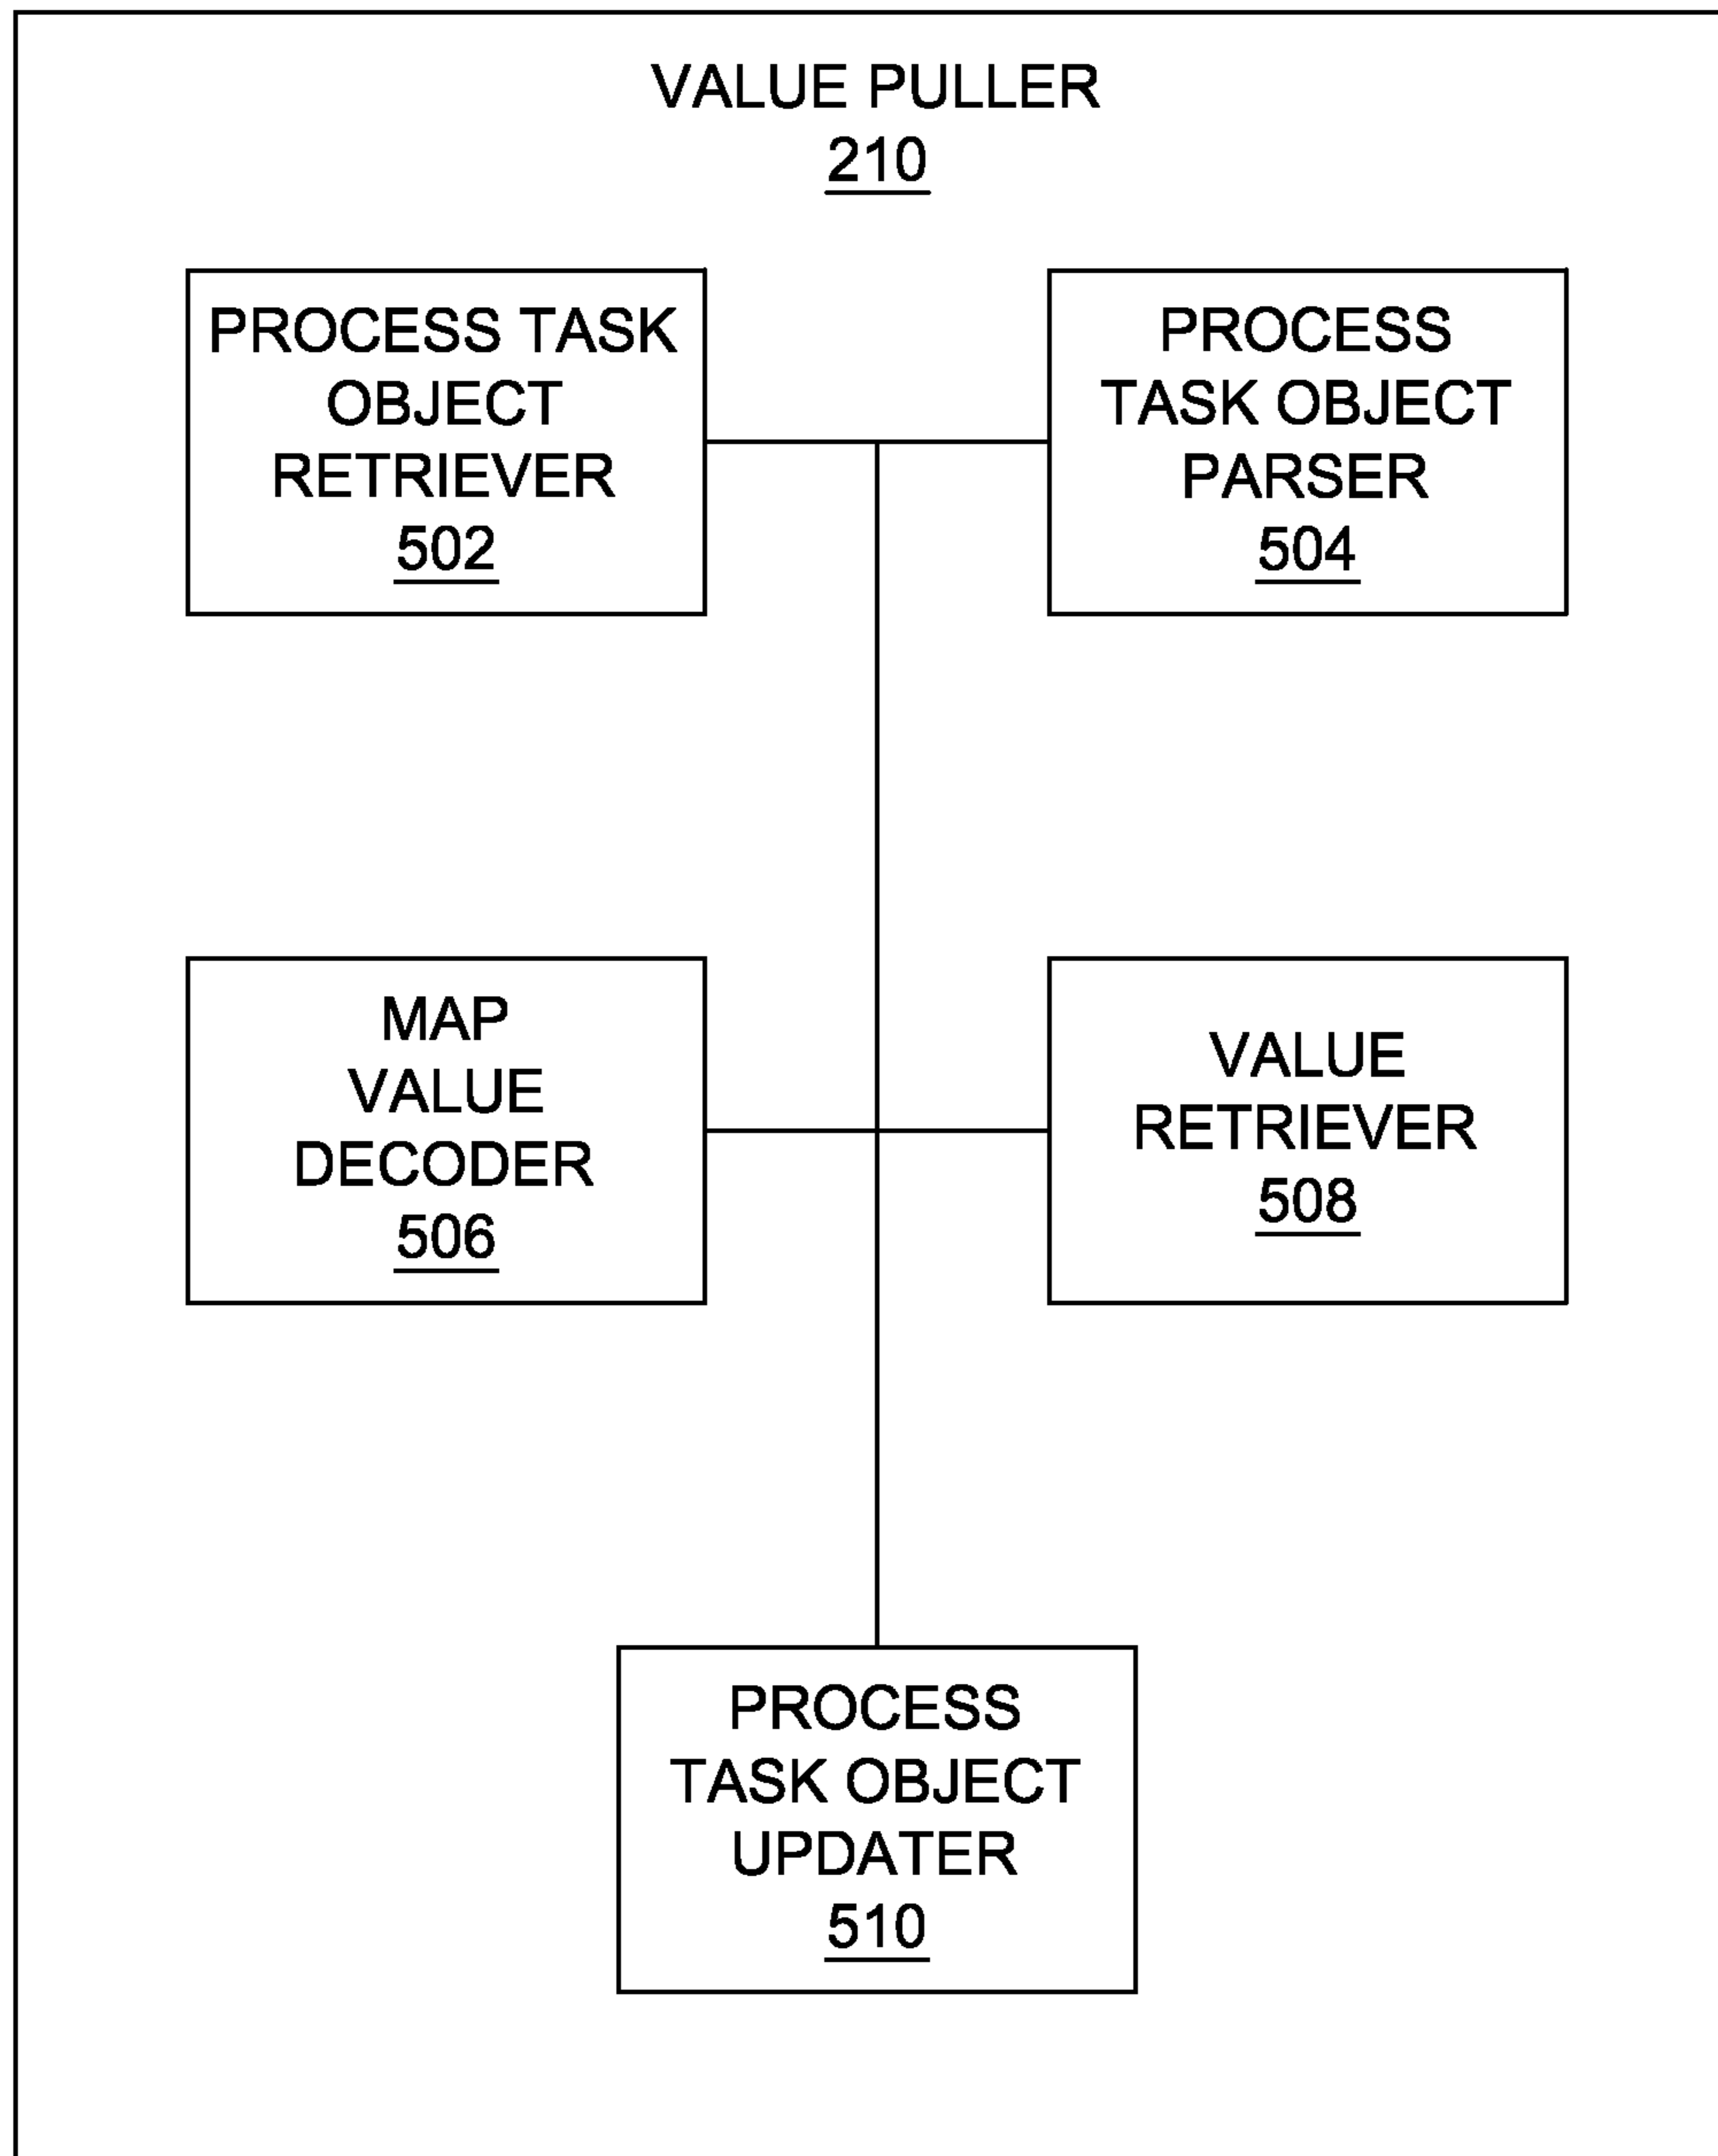 VALUE PULLER
210
PROCESS TASK
OBJECT
RETRIEVER
502
PROCESS
TASK OBJECT
PARSER
504
MAP
VALUE
DECODER
506
VALUE
RETRIEVER
508
PROCESS
TASK OBJECT
UPDATER
510